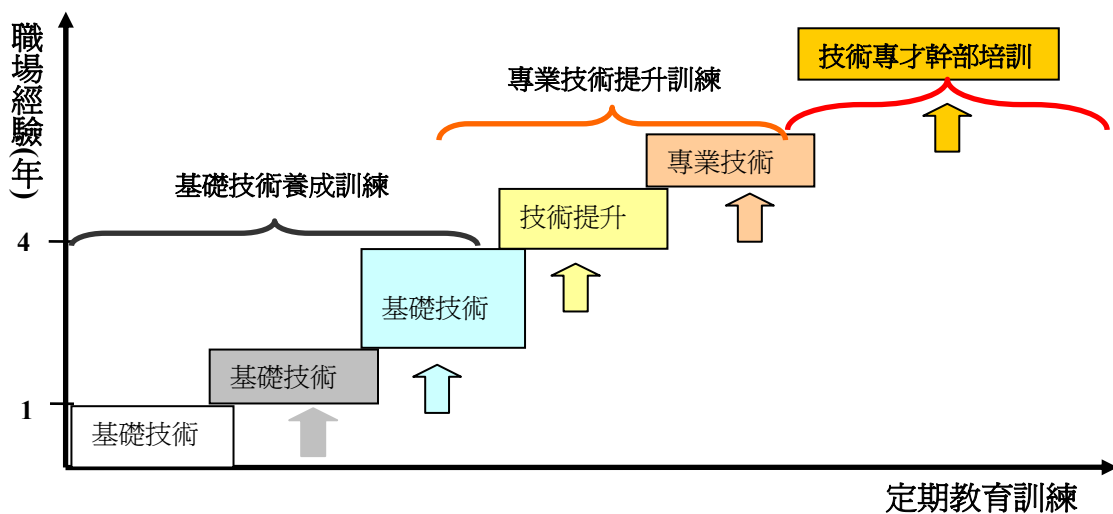 職場經驗(年)
技術專才幹部培訓
專業技術提升訓練
專業技術
基礎技術養成訓練
技術提升
4
基礎技術
基礎技術
1
基礎技術
定期教育訓練